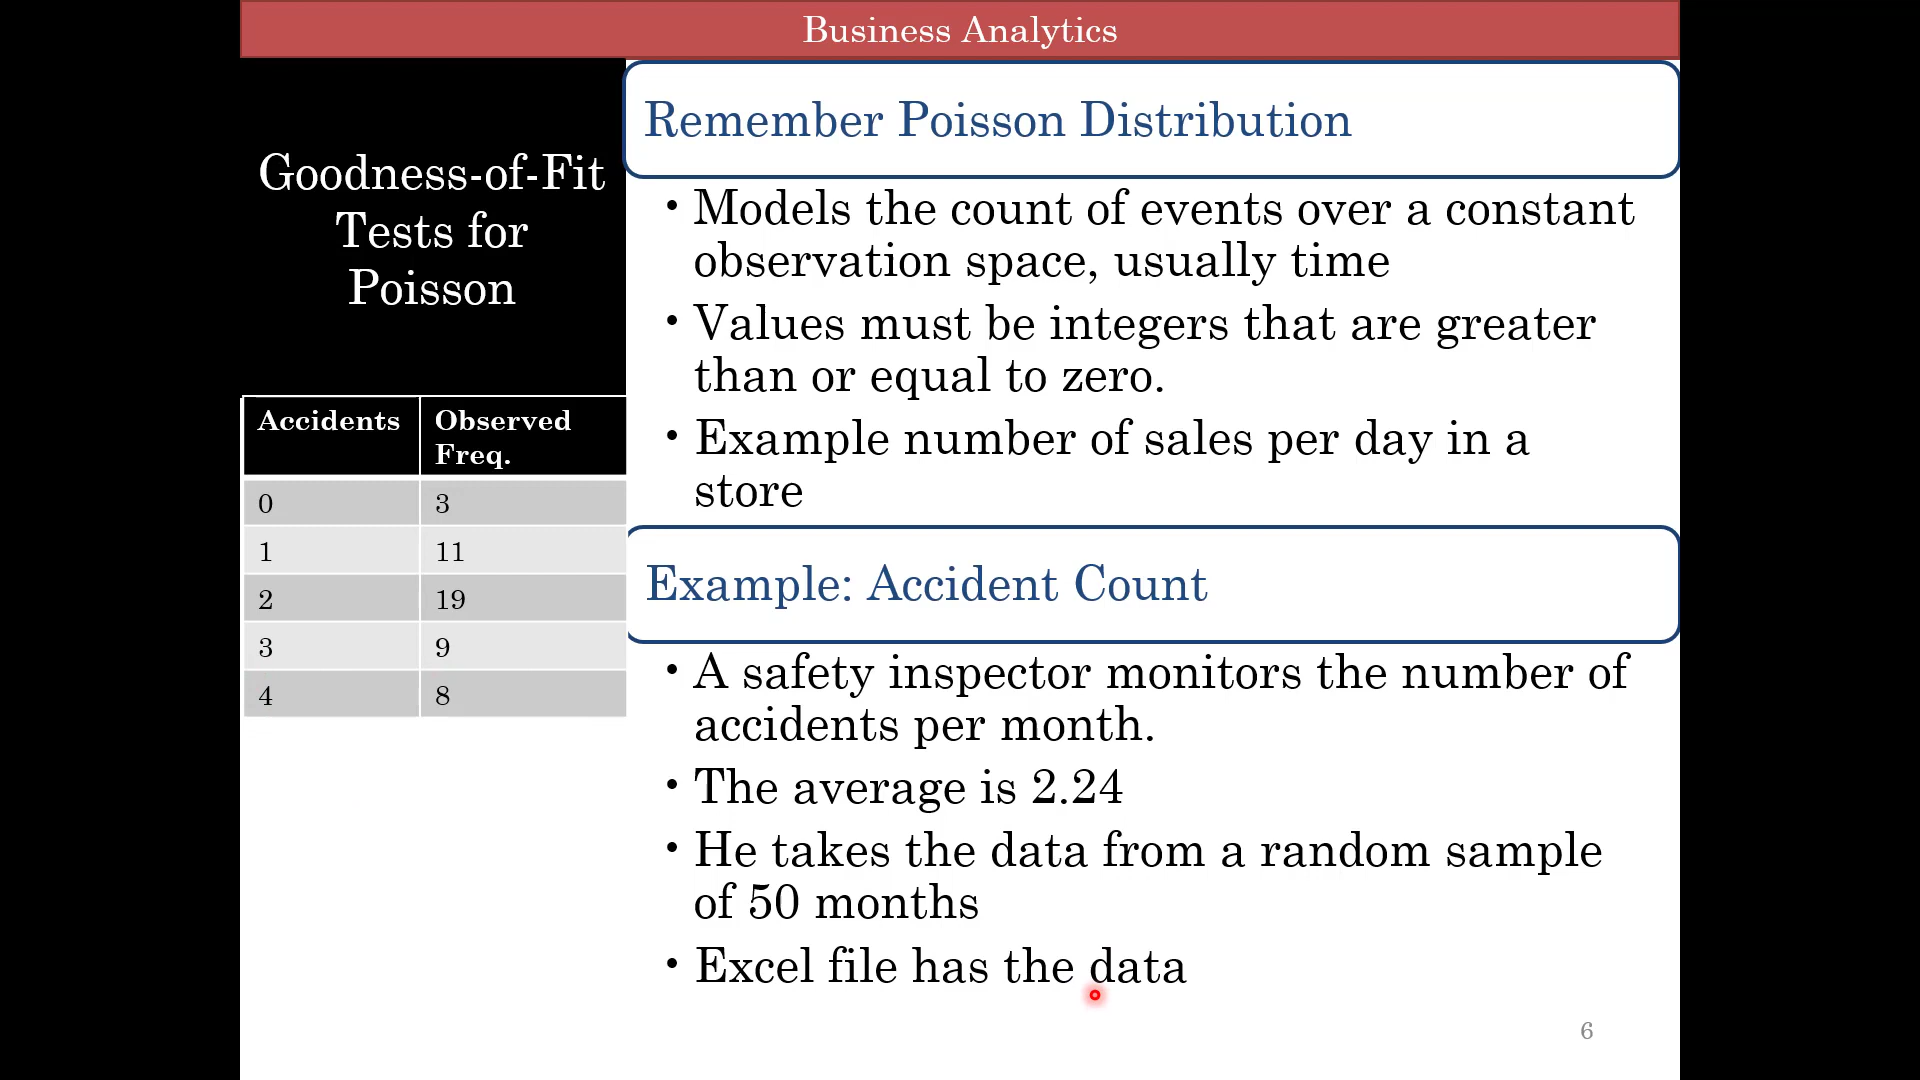 Business Analytics
Goodness-of-Fit
Tests for
Poisson
Accidents Observed
Freq.
0 3
1 11
2 19
3 9
4 8
Remember Poisson Distribution
• Models the count of events over a constant
observation space, usually time
• Values must be integers that are greater
than or equal to zero.
• Example number of sales per day in a
store
Example: Accident Count
• A safety inspector monitors the number of
accidents per month.
• The average is 2.24
• He takes the data from a random sample
of 50 months
• Excel file has the data
6